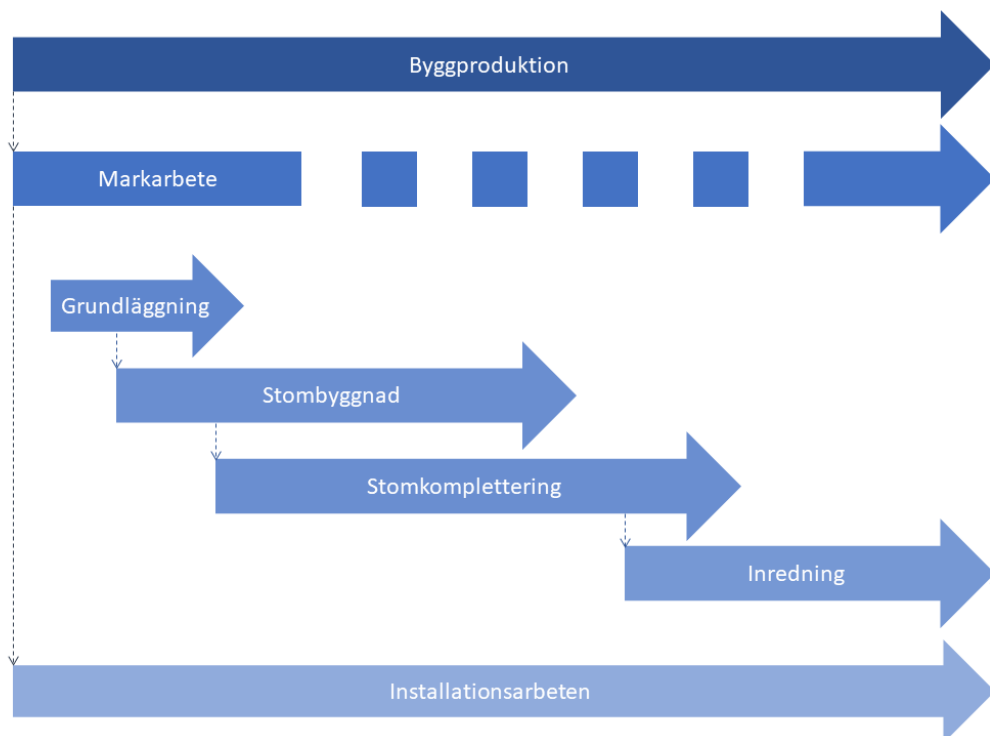 Byggproduktion
Markarbete
Grundläggning
Stombyggnad
Stomkomplettering
Inredning
Installationsarbeten